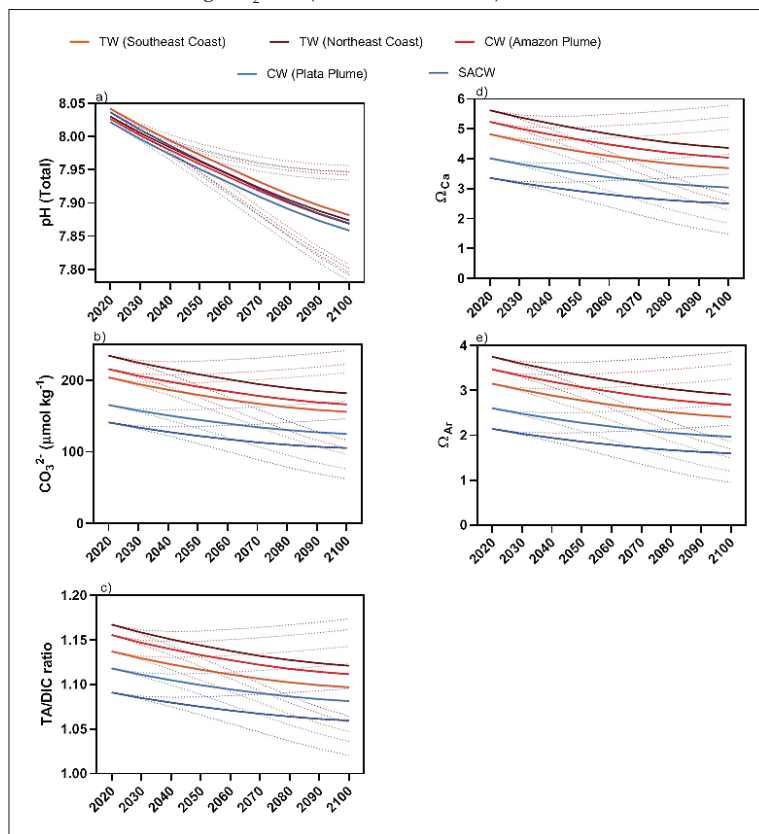 TW (Southeast Coast) TW (Northeast Coast) CW (Amazon Plume)
CW (Plata Plume) SACW
a)
8.05
8.00
7.95
7.90
7.85
7.80
pH (Total)
2020 2030 2040 2050 2060 2070 2080 2090 2100
d)
6
5
4
3
2
1
0
ΩCa
2020 2030 2040 2050 2060 2070 2080 2090 2100
b)
200
100
0
CO₃²⁻ (µmol kg⁻¹)
2020 2030 2040 2050 2060 2070 2080 2090 2100
e)
4
3
2
1
0
ΩAr
2020 2030 2040 2050 2060 2070 2080 2090 2100
c)
1.20
1.15
1.10
1.05
1.00
TA/DIC ratio
2020 2030 2040 2050 2060 2070 2080 2090 2100